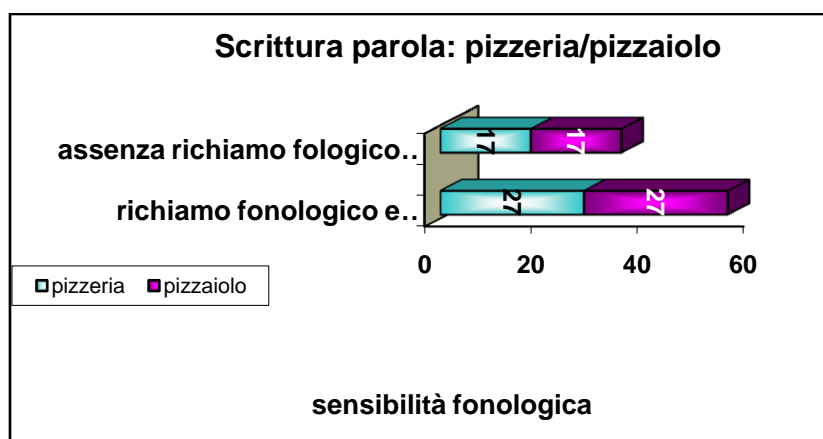 Scrittura parola: pizzeria/pizzaiolo
assenza richiamo fologico..
17 17
richiamo fonologico e..
27 27
0 20 40 60
pizzeria pizzaiolo
sensibilità fonologica